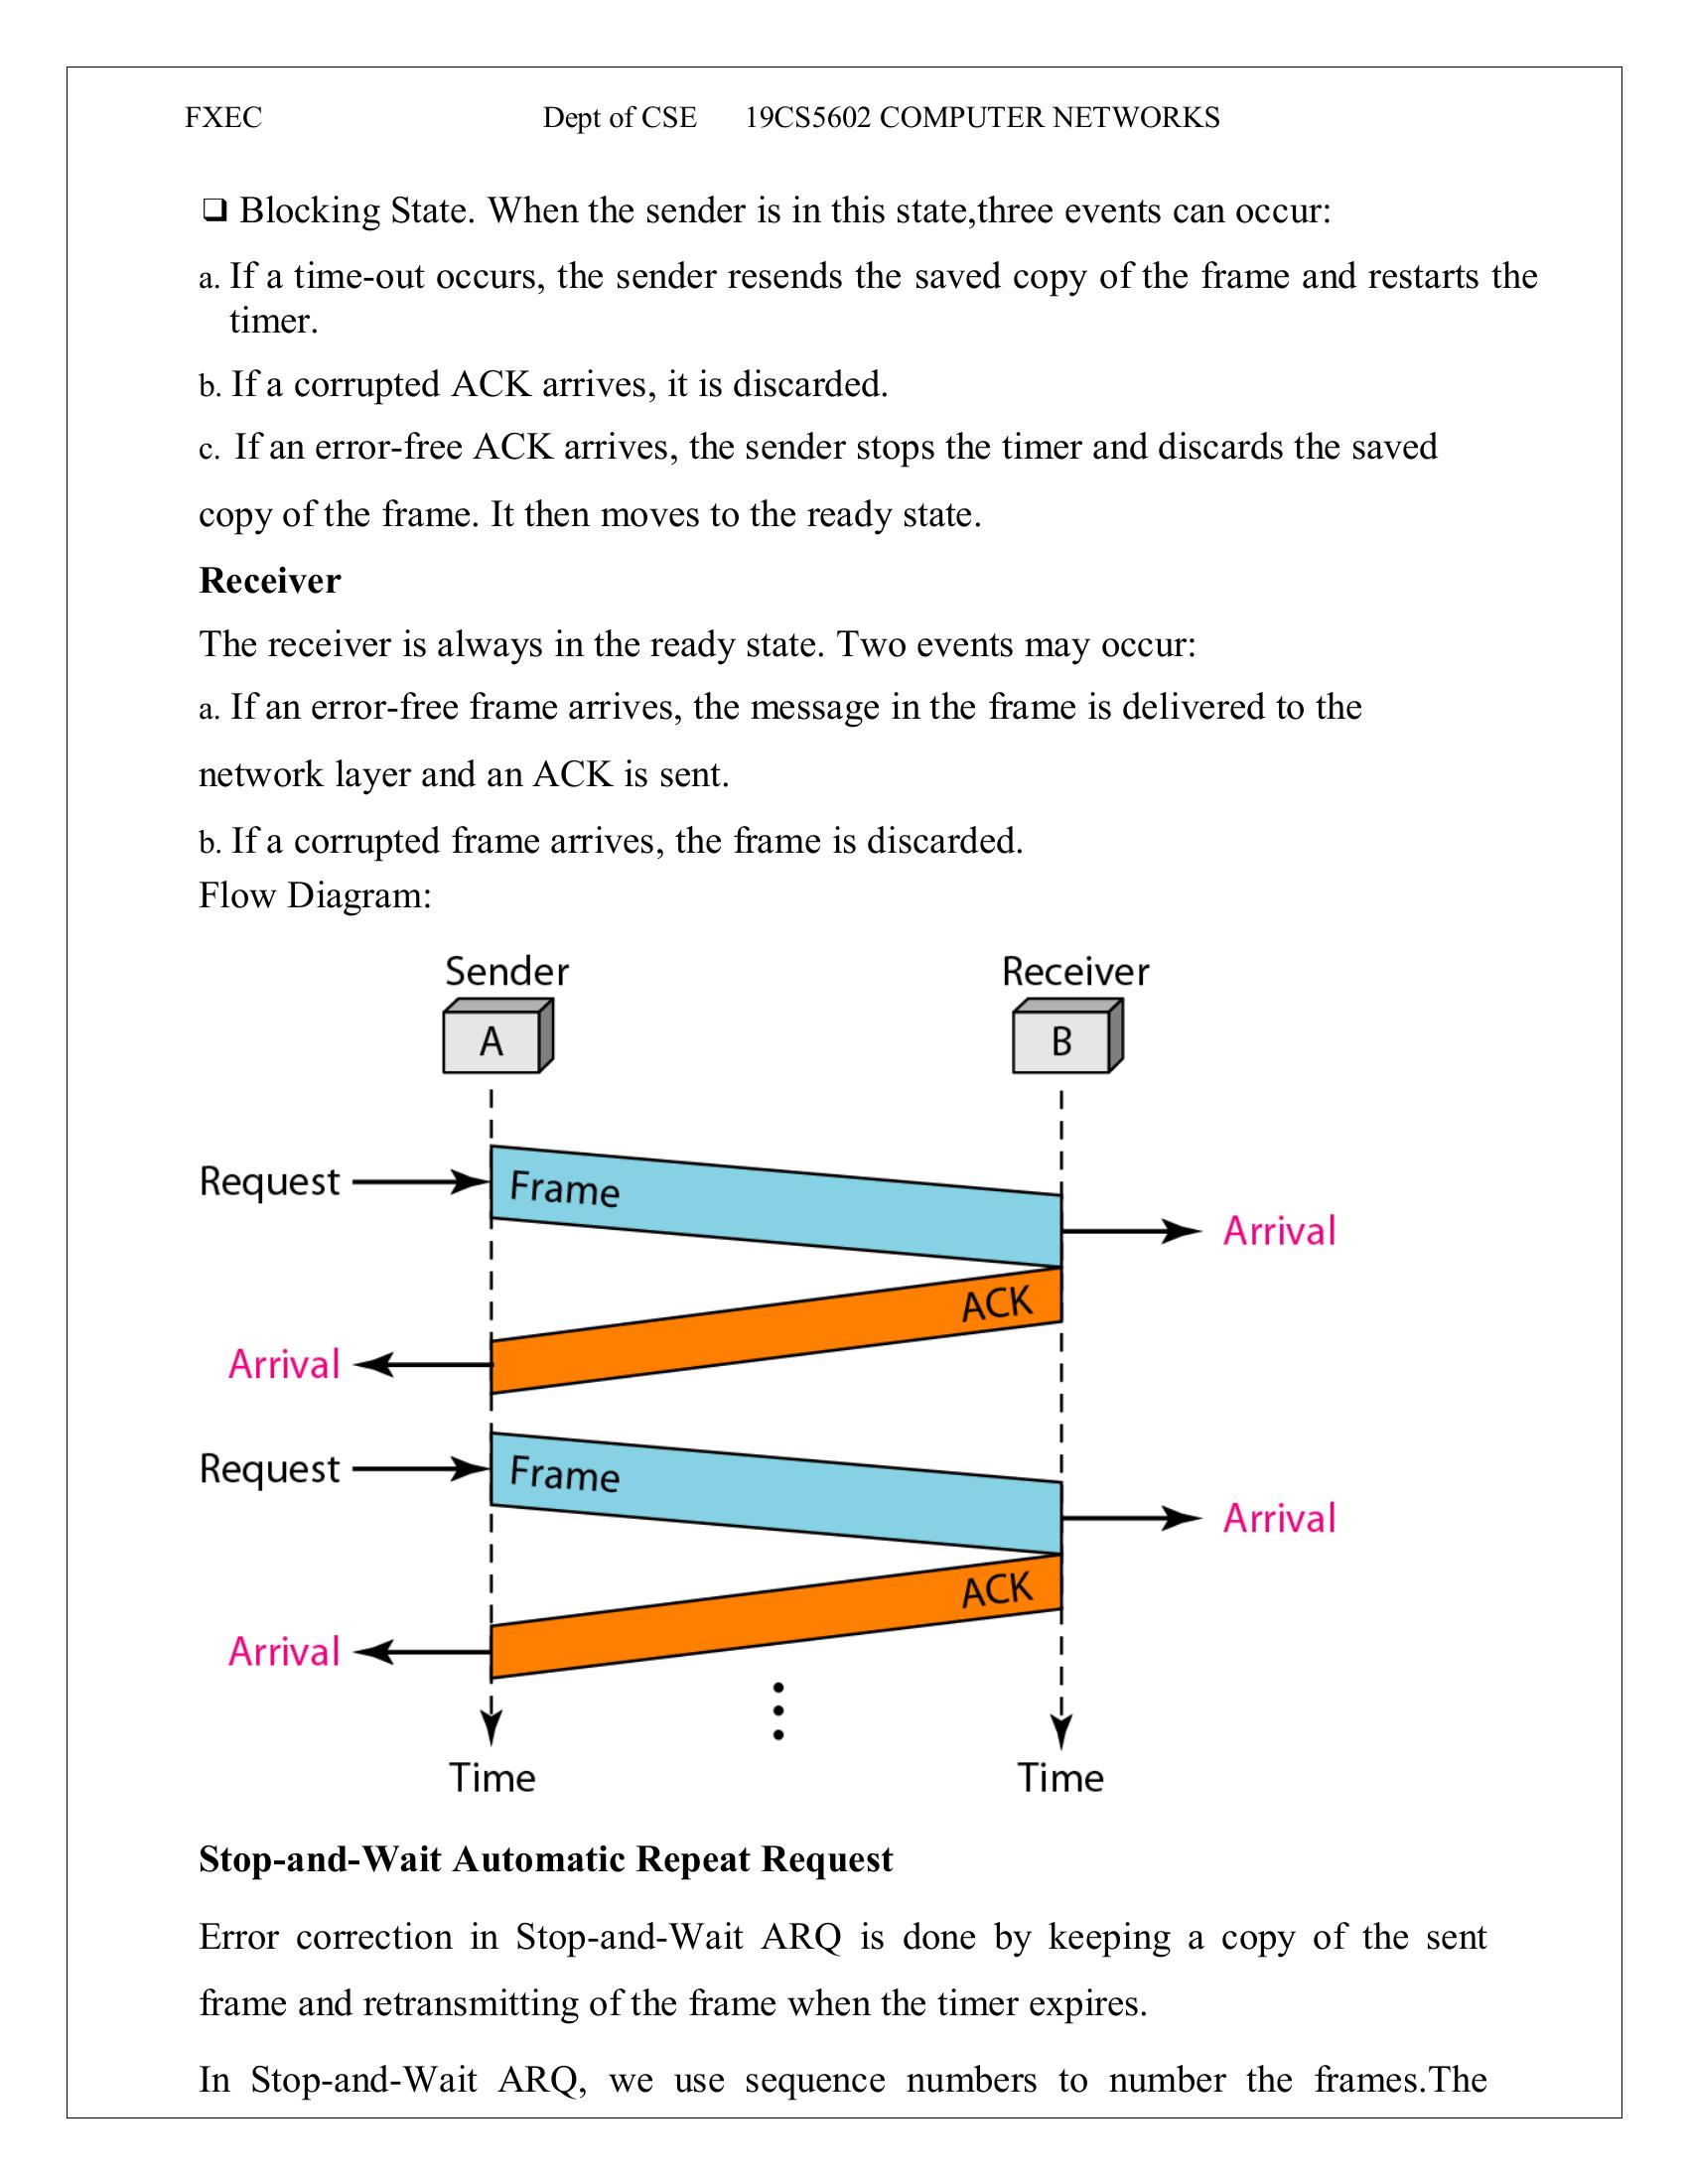 FXEC Dept of CSE 19CS5602 COMPUTER NETWORKS
❑ Blocking State. When the sender is in this state,three events can occur:
a. If a time-out occurs, the sender resends the saved copy of the frame and restarts the
timer.
b. If a corrupted ACK arrives, it is discarded.
c. If an error-free ACK arrives, the sender stops the timer and discards the saved
copy of the frame. It then moves to the ready state.
Receiver
The receiver is always in the ready state. Two events may occur:
a. If an error-free frame arrives, the message in the frame is delivered to the
network layer and an ACK is sent.
b. If a corrupted frame arrives, the frame is discarded.
Flow Diagram:
Sender Receiver
A B
Request Frame
Arrival
ACK
Arrival
Request Frame
Arrival
ACK
Arrival
Time Time
Stop-and-Wait Automatic Repeat Request
Error correction in Stop-and-Wait ARQ is done by keeping a copy of the sent
frame and retransmitting of the frame when the timer expires.
In Stop-and-Wait ARQ, we use sequence numbers to number the frames.The